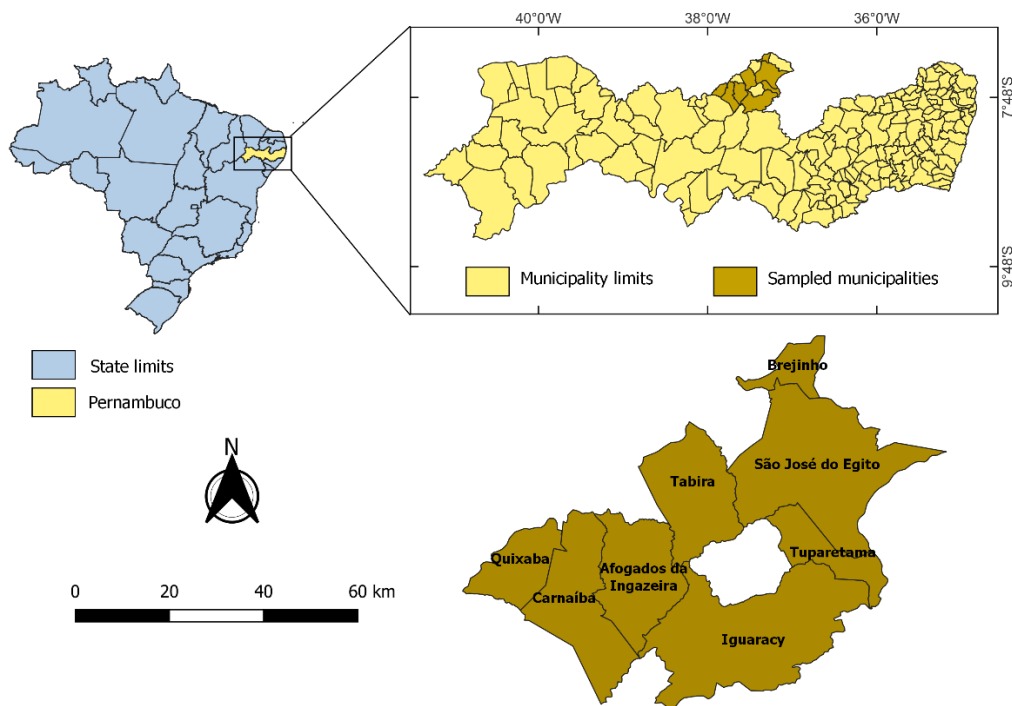 40°0'W 38°0'W 36°0'W
7°48'S
9°48'S
Municipality limits
Sampled municipalities
State limits
Pernambuco
N
0 20 40 60 km
Brejinho
São José do Egito
Tabira
Tuparetama
Quixaba
Afogados da
Ingazeira
Carnaíba
Iguaracy